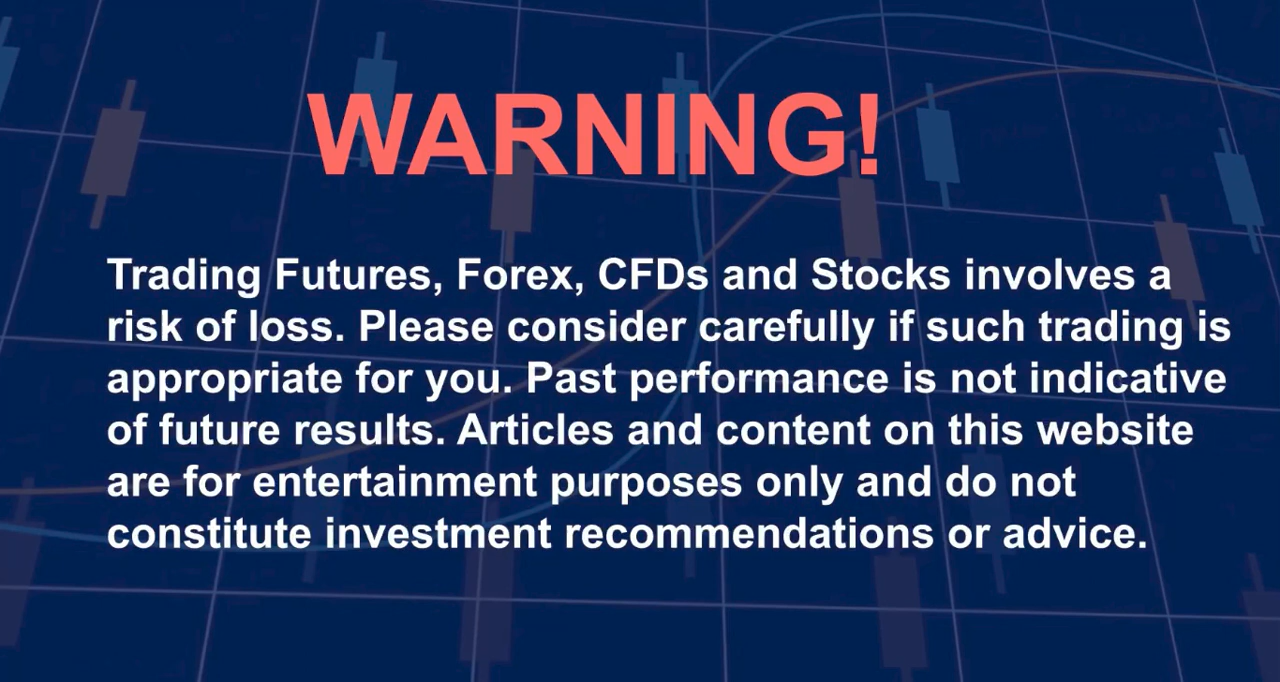 WARNING!
Trading Futures, Forex, CFDs and Stocks involves a
risk of loss. Please consider carefully if such trading is
appropriate for you. Past performance is not indicative
of future results. Articles and content on this website
are for entertainment purposes only and do not
constitute investment recommendations or advice.